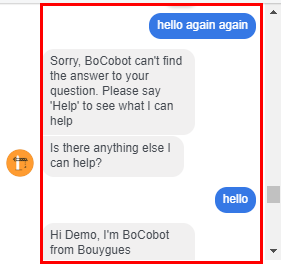 hello again again
Sorry, BoCobot can't find
the answer to your
question. Please say
'Help' to see what I can
help
Is there anything else I
can help?
hello
Hi Demo, I'm BoCobot
from Bouygues